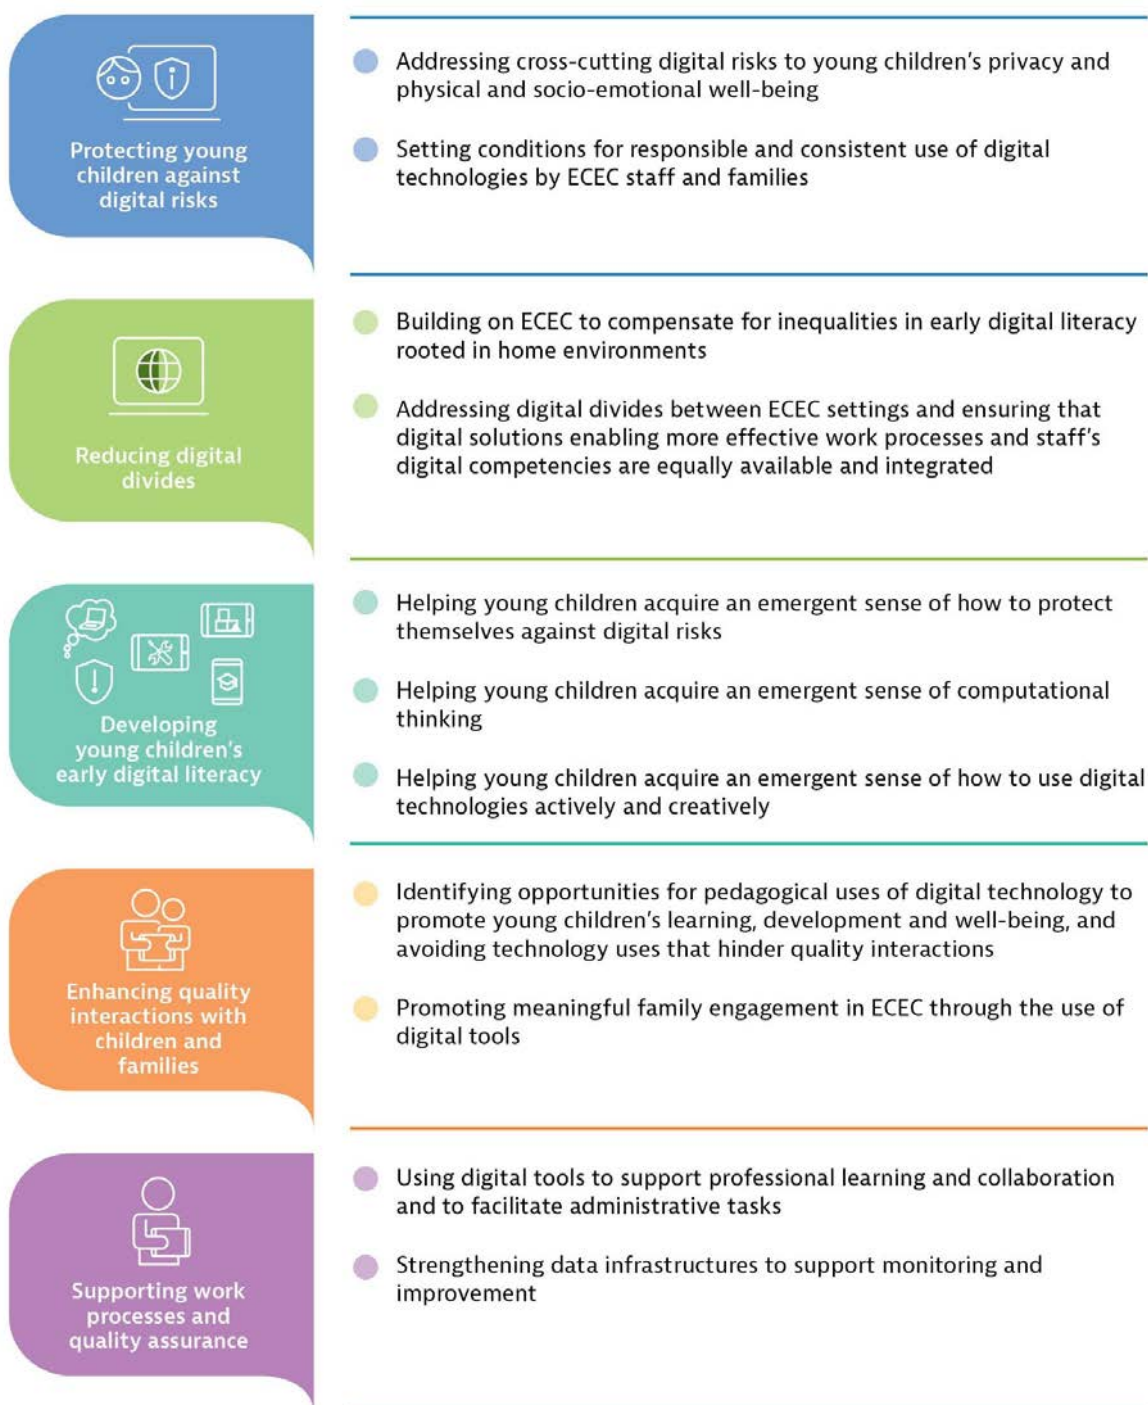 Protecting young
children against
digital risks
Addressing cross-cutting digital risks to young children's privacy and
physical and socio-emotional well-being
Setting conditions for responsible and consistent use of digital
technologies by ECEC staff and families
Reducing digital
divides
Building on ECEC to compensate for inequalities in early digital literacy
rooted in home environments
Addressing digital divides between ECEC settings and ensuring that
digital solutions enabling more effective work processes and staff's
digital competencies are equally available and integrated
Developing
young children's
early digital literacy
Helping young children acquire an emergent sense of how to protect
themselves against digital risks
Helping young children acquire an emergent sense of computational
thinking
Helping young children acquire an emergent sense of how to use digital
technologies actively and creatively
Enhancing quality
interactions with
children and
families
Identifying opportunities for pedagogical uses of digital technology to
promote young children's learning, development and well-being, and
avoiding technology uses that hinder quality interactions
Promoting meaningful family engagement in ECEC through the use of
digital tools
Supporting work
processes and
quality assurance
Using digital tools to support professional learning and collaboration
and to facilitate administrative tasks
Strengthening data infrastructures to support monitoring and
improvement